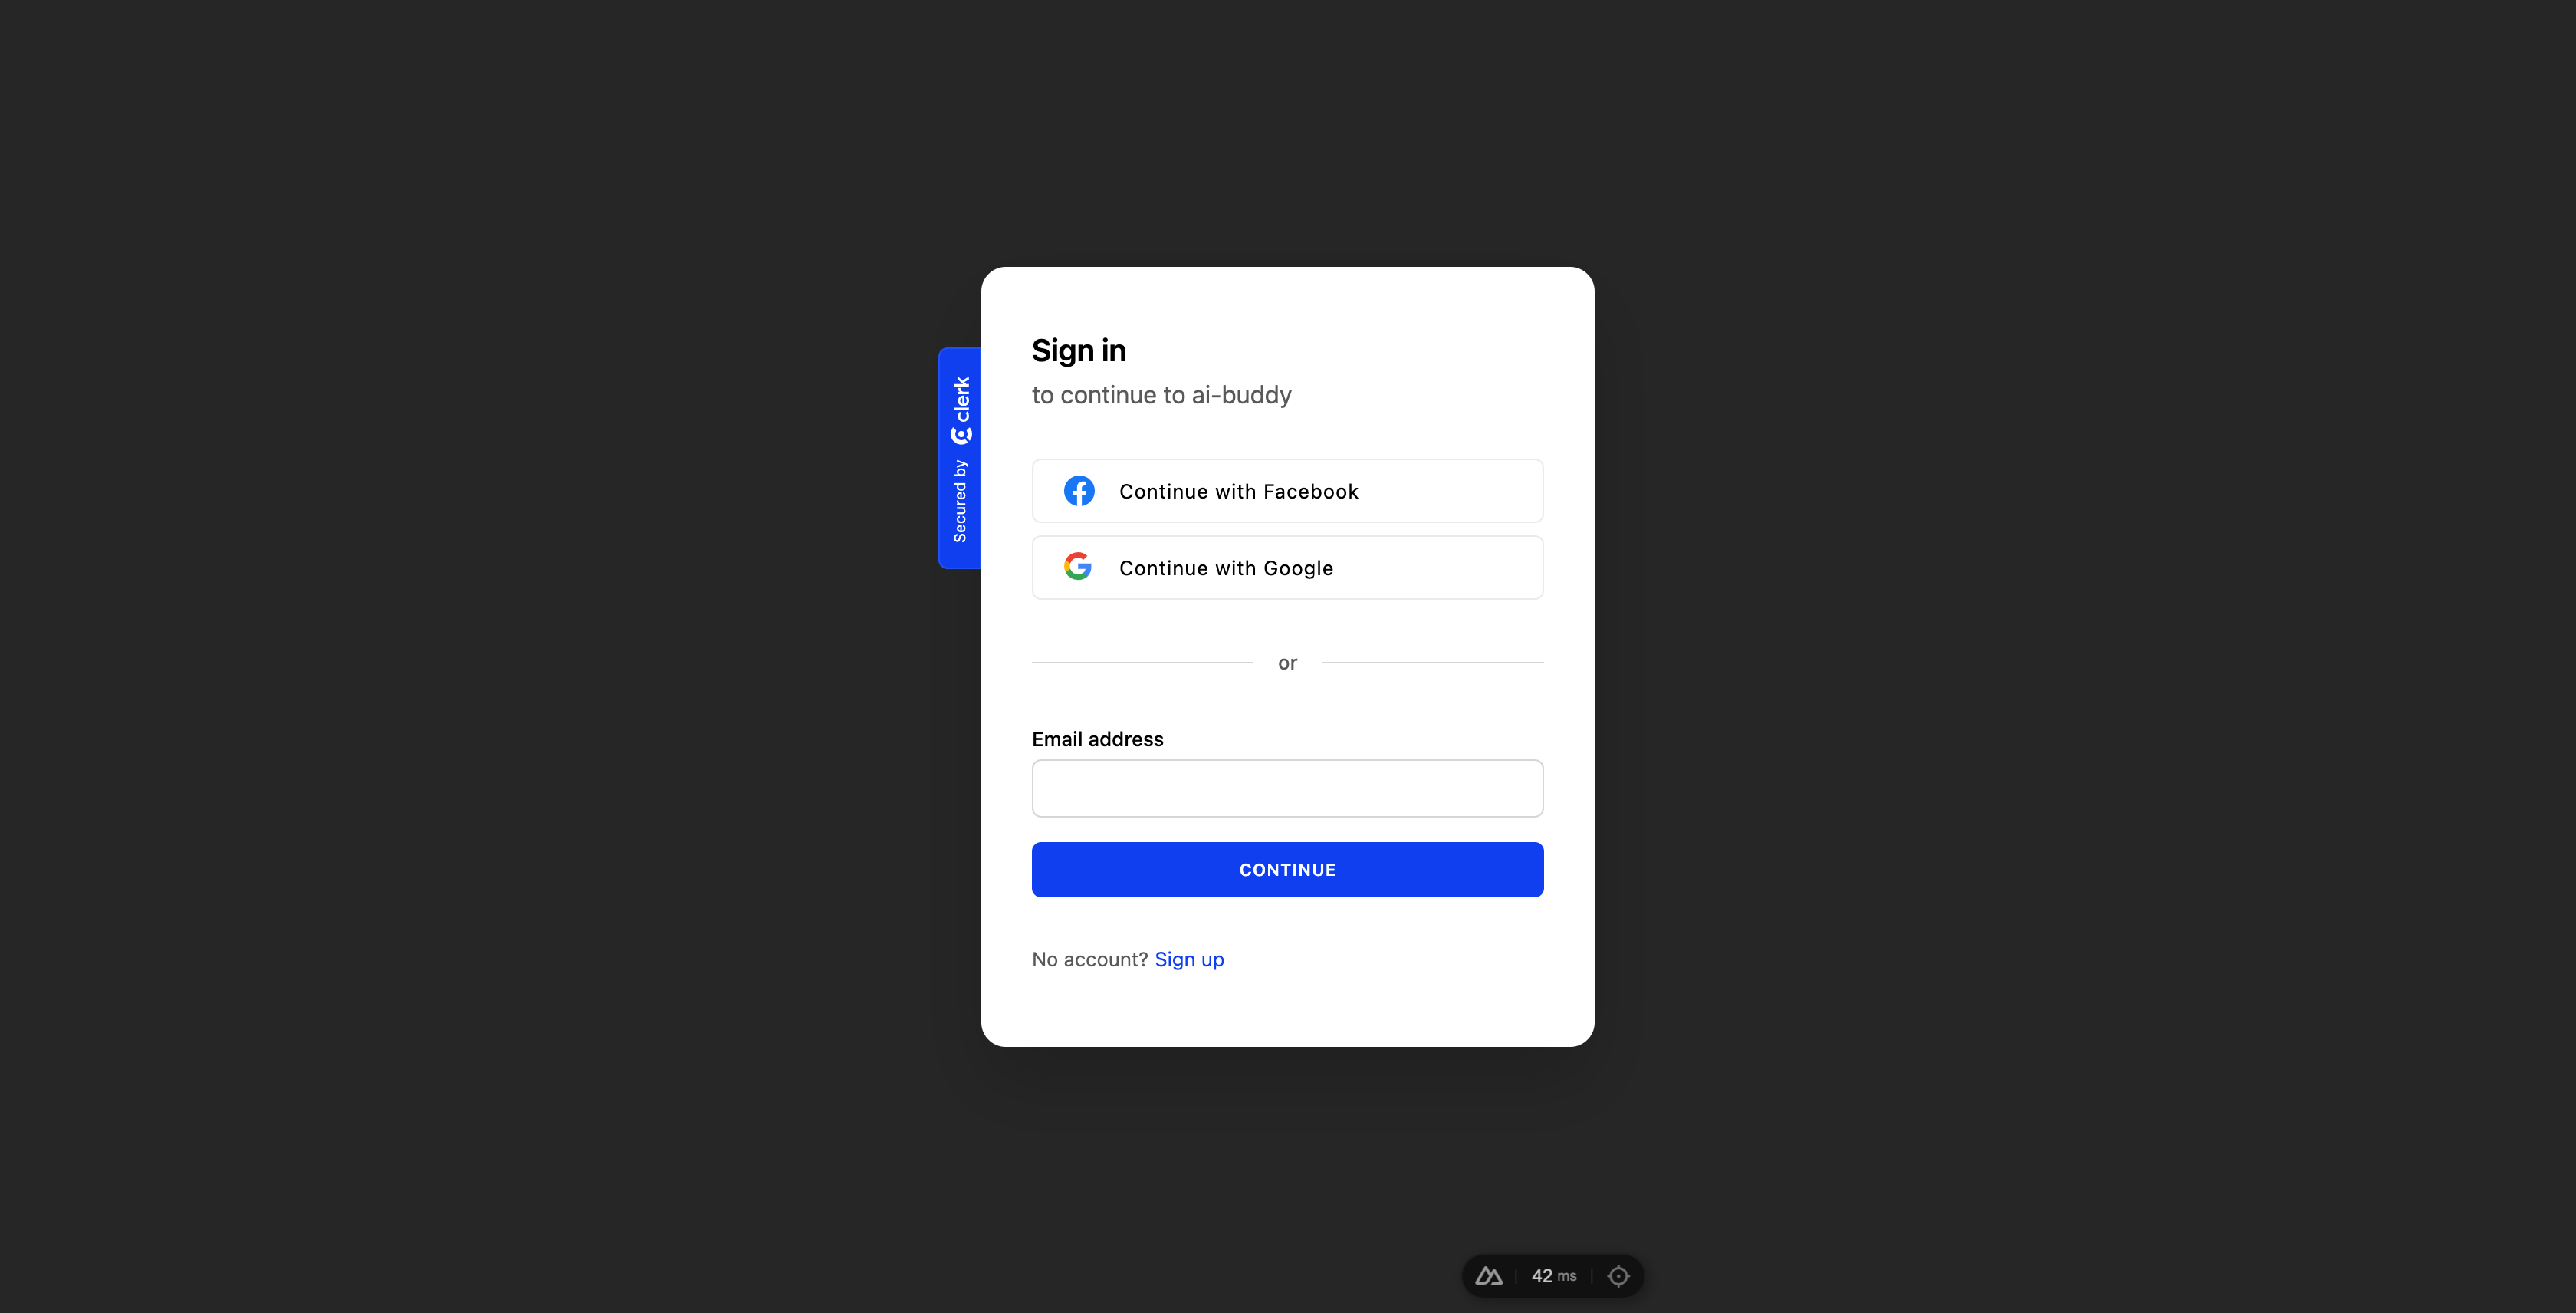 Sign in
to continue to ai-buddy
Secured by clerk
Continue with Facebook
Continue with Google
or
Email address
CONTINUE
No account? Sign up
42 ms